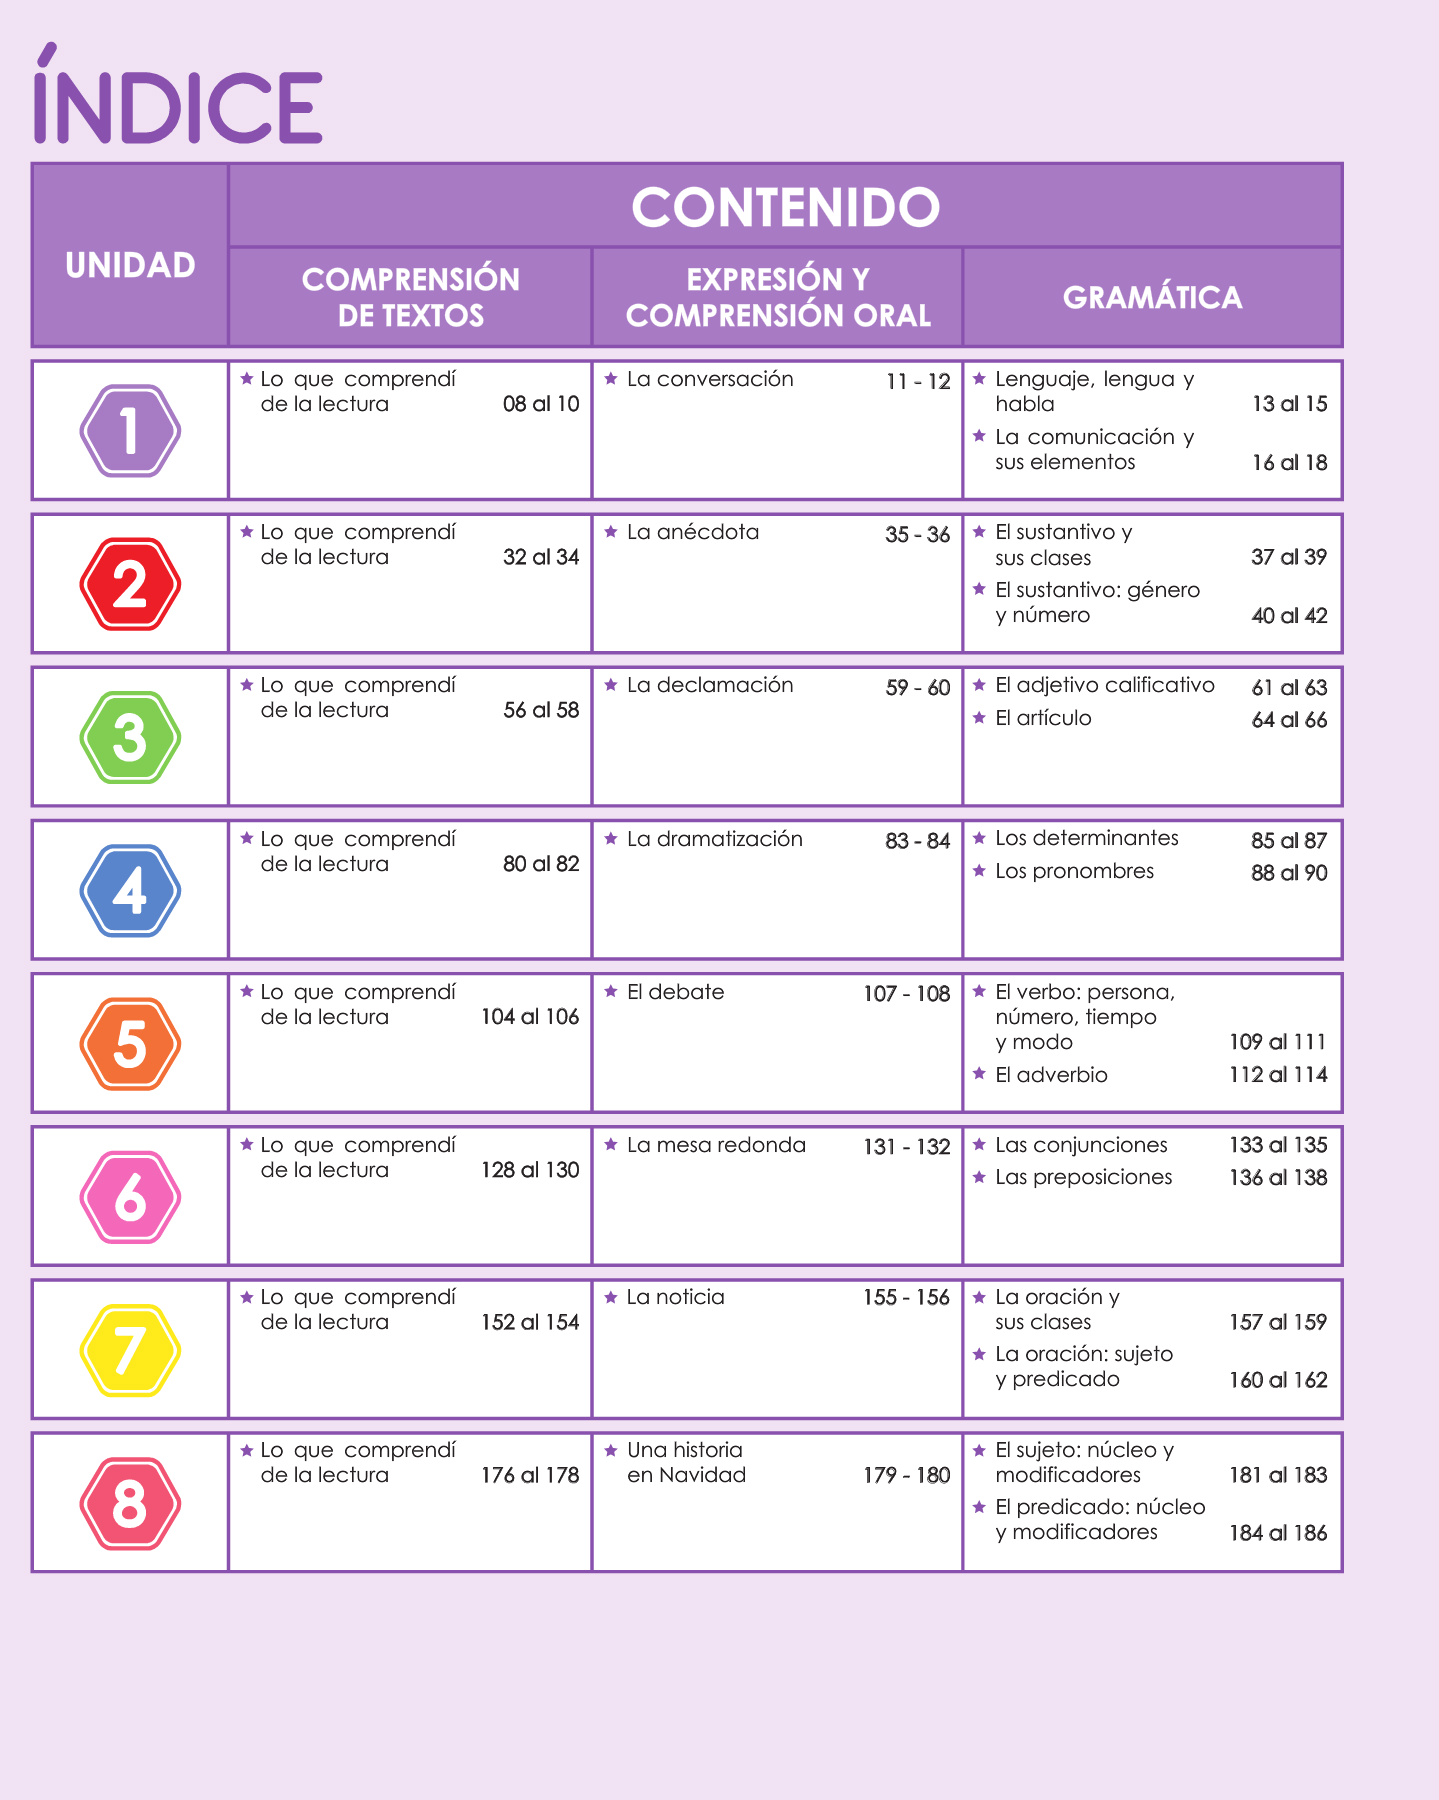 ÍNDICE
UNIDAD
CONTENIDO
COMPRENSIÓN
DE TEXTOS
EXPRESIÓN Y
COMPRENSIÓN ORAL
GRAMÁTICA
1
Lo que comprendí
de la lectura 08 al 10
La conversación 11 - 12
Lenguaje, lengua y
habla 13 al 15
La comunicación y
sus elementos 16 al 18
2
Lo que comprendí
de la lectura 32 al 34
La anécdota 35 - 36
El sustantivo y
sus clases 37 al 39
El sustantivo: género
y número 40 al 42
3
Lo que comprendí
de la lectura 56 al 58
La declamación 59 - 60
El adjetivo calificativo 61 al 63
El artículo 64 al 66
4
Lo que comprendí
de la lectura 80 al 82
La dramatización 83 - 84
Los determinantes 85 al 87
Los pronombres 88 al 90
5
Lo que comprendí
de la lectura 104 al 106
El debate 107 - 108
El verbo: persona,
número, tiempo
y modo 109 al 111
El adverbio 112 al 114
6
Lo que comprendí
de la lectura 128 al 130
La mesa redonda 131 - 132
Las conjunciones 133 al 135
Las preposiciones 136 al 138
7
Lo que comprendí
de la lectura 152 al 154
La noticia 155 - 156
La oración y
sus clases 157 al 159
La oración: sujeto
y predicado 160 al 162
8
Lo que comprendí
de la lectura 176 al 178
Una historia
en Navidad 179 - 180
El sujeto: núcleo y
modificadores 181 al 183
El predicado: núcleo
y modificadores 184 al 186